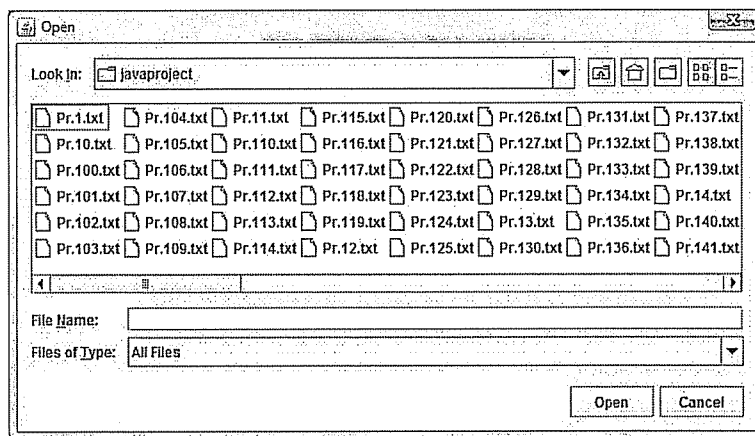 Open
Look In: javaproject
Pr.1.txt Pr.104.txt Pr.11.txt Pr.115.txt Pr.120.txt Pr.126.txt Pr.131.txt Pr.137.txt
Pr.10.txt Pr.105.txt Pr.110.txt Pr.116.txt Pr.121.txt Pr.127.txt Pr.132.txt Pr.138.txt
Pr.100.txt Pr.106.txt Pr.111.txt Pr.117.txt Pr.122.txt Pr.128.txt Pr.133.txt Pr.139.txt
Pr.101.txt Pr.107.txt Pr.112.txt Pr.118.txt Pr.123.txt Pr.129.txt Pr.134.txt Pr.14.txt
Pr.102.txt Pr.108.txt Pr.113.txt Pr.119.txt Pr.124.txt Pr.13.txt Pr.135.txt Pr.140.txt
Pr.103.txt Pr.109.txt Pr.114.txt Pr.12.txt Pr.125.txt Pr.130.txt Pr.136.txt Pr.141.txt
File Name:
Files of Type: All Files
Open Cancel